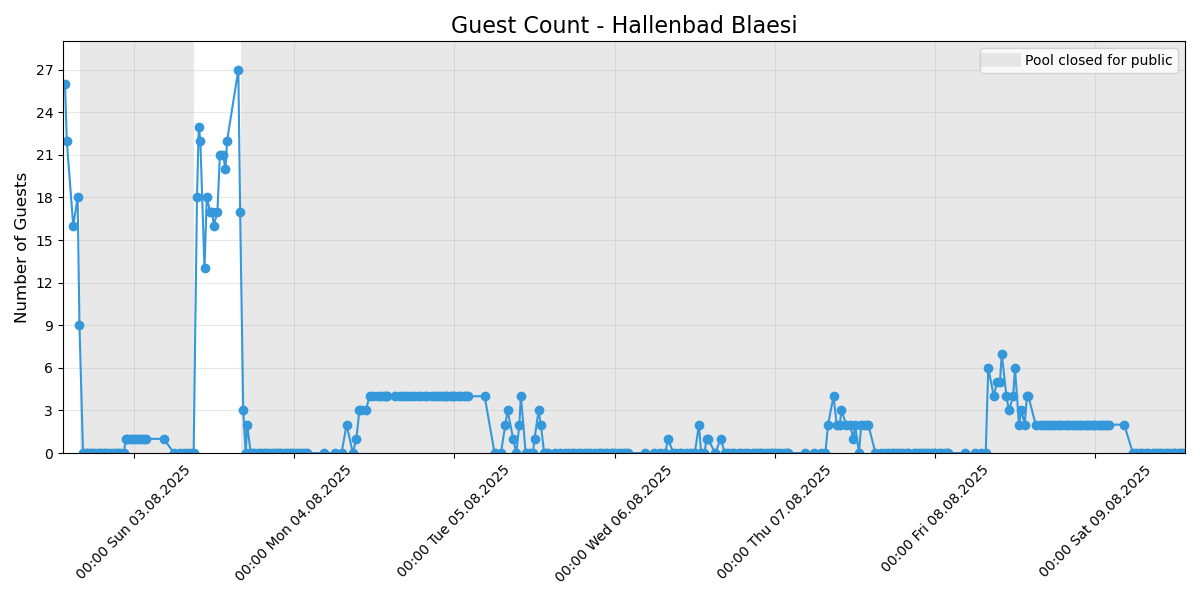 Guest Count - Hallenbad Blaesi
Pool closed for public
Number of Guests
27
24
21
18
15
12
9
6
3
0
00:00 Sun 03.08.2025
00:00 Mon 04.08.2025
00:00 Tue 05.08.2025
00:00 Wed 06.08.2025
00:00 Thu 07.08.2025
00:00 Fri 08.08.2025
00:00 Sat 09.08.2025